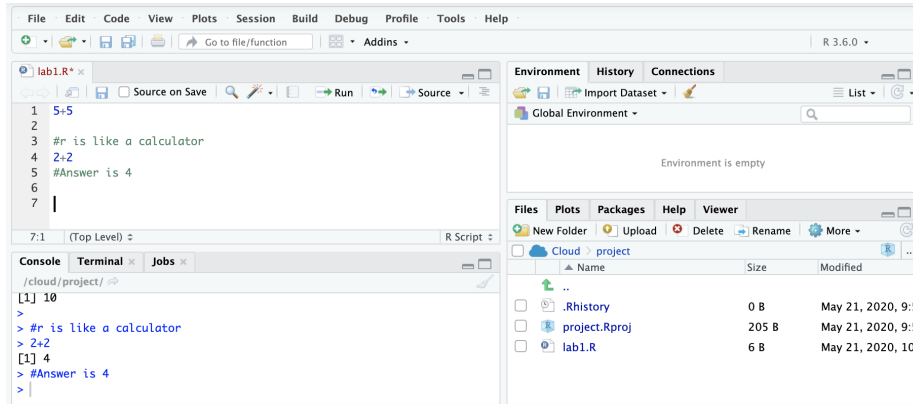 File Edit Code View Plots Session Build Debug Profile Tools Help
Go to file/function Addins R 3.6.0
lab1.R*
Source on Save Run Source
1 5+5
2
3 #r is like a calculator
4 2+2
5 #Answer is 4
6
7
7:1 (Top Level) R Script
Console Terminal Jobs
/cloud/project/
[1] 10
>
> #r is like a calculator
> 2+2
[1] 4
> #Answer is 4
>
Environment History Connections
Import Dataset List
Global Environment
Environment is empty
Files Plots Packages Help Viewer
New Folder Upload Delete Rename More
Cloud project
Name Size Modified
..
.Rhistory 0 B May 21, 2020, 9:
project.Rproj 205 B May 21, 2020, 9:
lab1.R 6 B May 21, 2020, 10